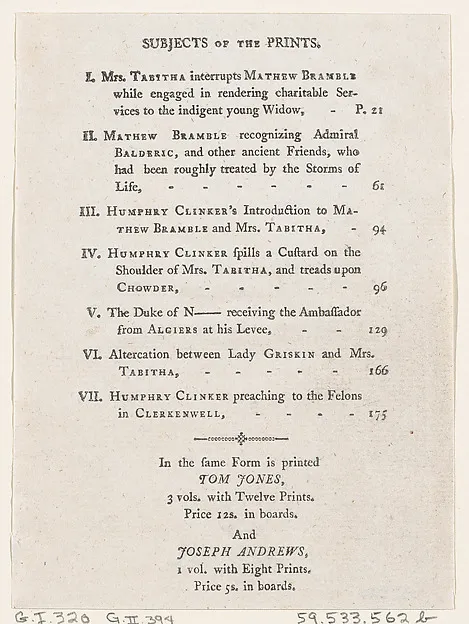 SUBJECTS OF THE PRINTS.
I. Mrs. TABITHA interrupts MATHEW BRAMBLE
while engaged in rendering charitable Ser-
vices to the indigent young Widow, - P. 21
II. MATHEW BRAMBLE recognizing Admiral
BALDERIC, and other ancient Friends, who
had been roughly treated by the Storms of
Life, - - - - - - 61
III. HUMPHRY CLINKER's Introduction to MA-
THEW BRAMBLE and Mrs. TABITHA, - 94
IV. HUMPHRY CLINKER ſpills a Cuſtard on the
Shoulder of Mrs. TABITHA, and treads upon
CHOWDER, - - - - 96
V. The Duke of N—— receiving the Ambaſſador
from ALGIERS at his Levee, - - 129
VI. Altercation between Lady GRISKIN and Mrs.
TABITHA, - - - - - 166
VII. HUMPHRY CLINKER preaching to the Felons
in CLERKENWELL, - - - - 175
In the ſame Form is printed
TOM JONES,
3 vols. with Twelve Prints.
Price 12s. in boards.
And
JOSEPH ANDREWS,
1 vol. with Eight Prints.
Price 5s. in boards.
G.I.320 G.II.394 59.533.562 b